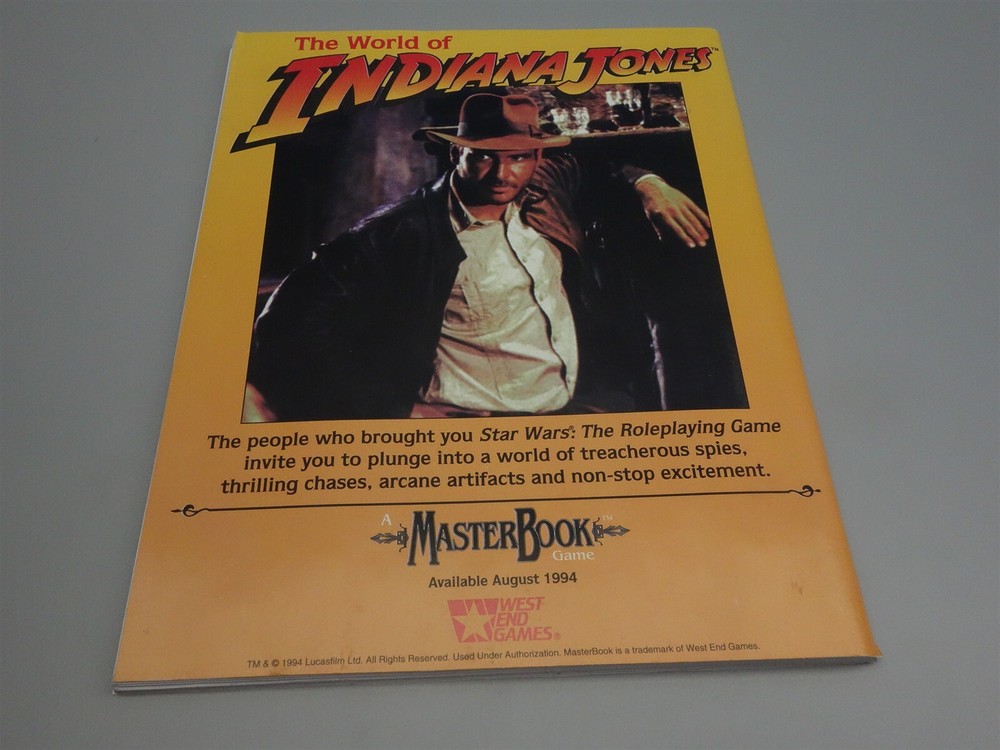 The World of
INDIANA JONES™
The people who brought you Star Wars®: The Roleplaying Game
invite you to plunge into a world of treacherous spies,
thrilling chases, arcane artifacts and non-stop excitement.
A
MASTERBOOK™
Game
Available August 1994
WEST
END
GAMES®
TM & © 1994 Lucasfilm Ltd. All Rights Reserved. Used Under Authorization. MasterBook is a trademark of West End Games.